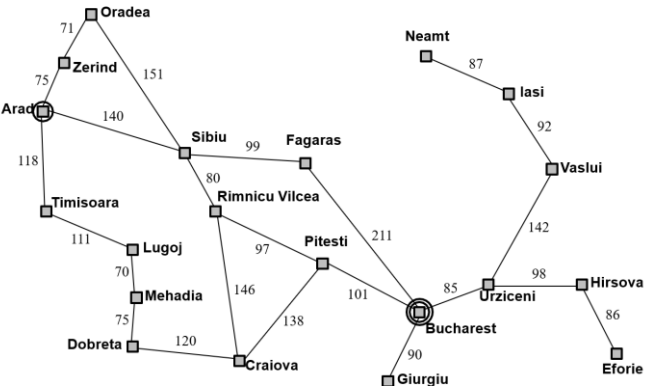 Oradea
71
Neamt
Zerind
87
75
151
Iasi
Arad
140
92
Sibiu
Fagaras
99
118
Vaslui
80
Rimnicu Vilcea
Timisoara
142
111
211
Lugoj
97
Pitesti
70
98
Hirsova
85
146
101
Urziceni
Mehadia
138
86
75
Bucharest
120
Dobreta
90
Craiova
Eforie
Giurgiu